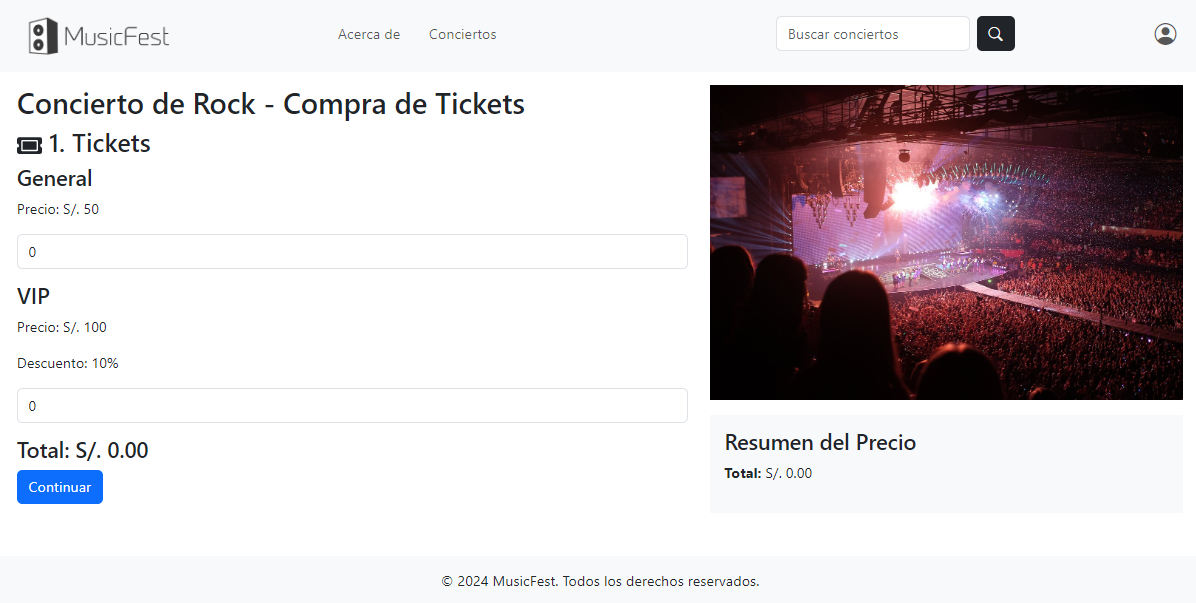 MusicFest
Acerca de
Conciertos
Buscar conciertos
Concierto de Rock - Compra de Tickets
1. Tickets
General
Precio: S/. 50
0
VIP
Precio: S/. 100
Descuento: 10%
0
Total: S/. 0.00
Continuar
Resumen del Precio
Total: S/. 0.00
© 2024 MusicFest. Todos los derechos reservados.